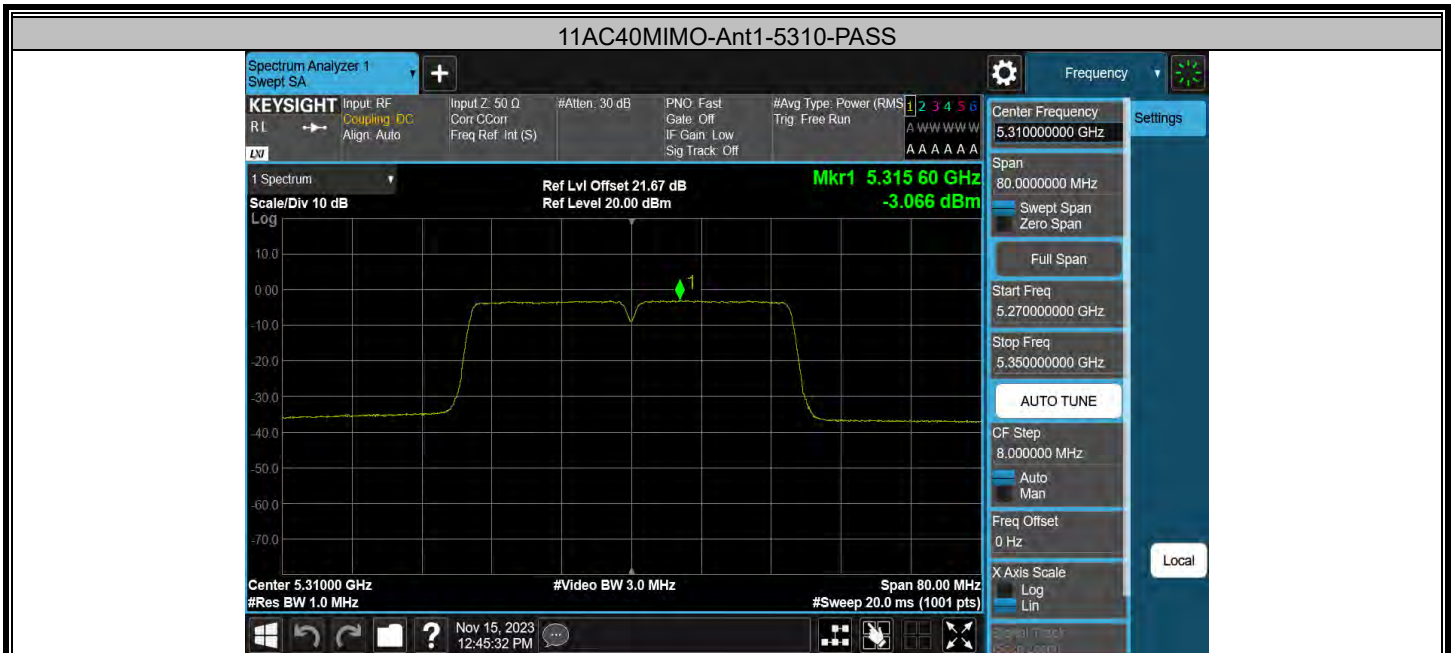 11AC40MIMO-Ant1-5310-PASS
Spectrum Analyzer 1
Swept SA
Frequency
KEYSIGHT
RL
LXI
Input: RF
Coupling: DC
Align: Auto
Input Z: 50 Ω
Corr CCorr
Freq Ref: Int (S)
#Atten: 30 dB
PNO: Fast
Gate: Off
IF Gain: Low
Sig Track: Off
#Avg Type: Power (RMS
Trig: Free Run
1 2 3 4 5 6
A W W W W W
A A A A A A
1 Spectrum
Scale/Div 10 dB
Log
Ref Lvl Offset 21.67 dB
Ref Level 20.00 dBm
Mkr1 5.315 60 GHz
-3.066 dBm
10.0
0.00
-10.0
-20.0
-30.0
-40.0
-50.0
-60.0
-70.0
1
Center 5.31000 GHz
#Res BW 1.0 MHz
#Video BW 3.0 MHz
Span 80.00 MHz
#Sweep 20.0 ms (1001 pts)
Nov 15, 2023
12:45:32 PM
Center Frequency
5.310000000 GHz
Span
80.0000000 MHz
Swept Span
Zero Span
Full Span
Start Freq
5.270000000 GHz
Stop Freq
5.350000000 GHz
AUTO TUNE
CF Step
8.000000 MHz
Auto
Man
Freq Offset
0 Hz
X Axis Scale
Log
Lin
Signal Track
Settings
Local